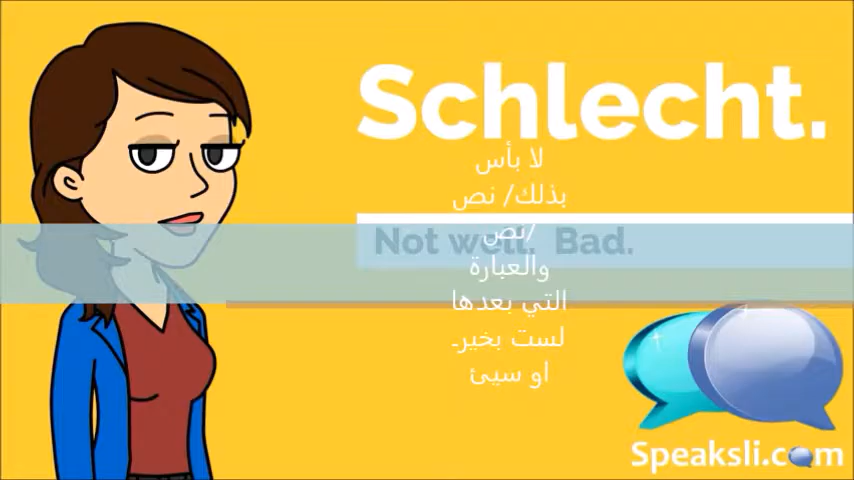 Schlecht.
لا بأس
بذلك/ نص
/نص
والعبارة
التي بعدها
لست بخير-
او سيئ
Not well. Bad.
Speaksli.com